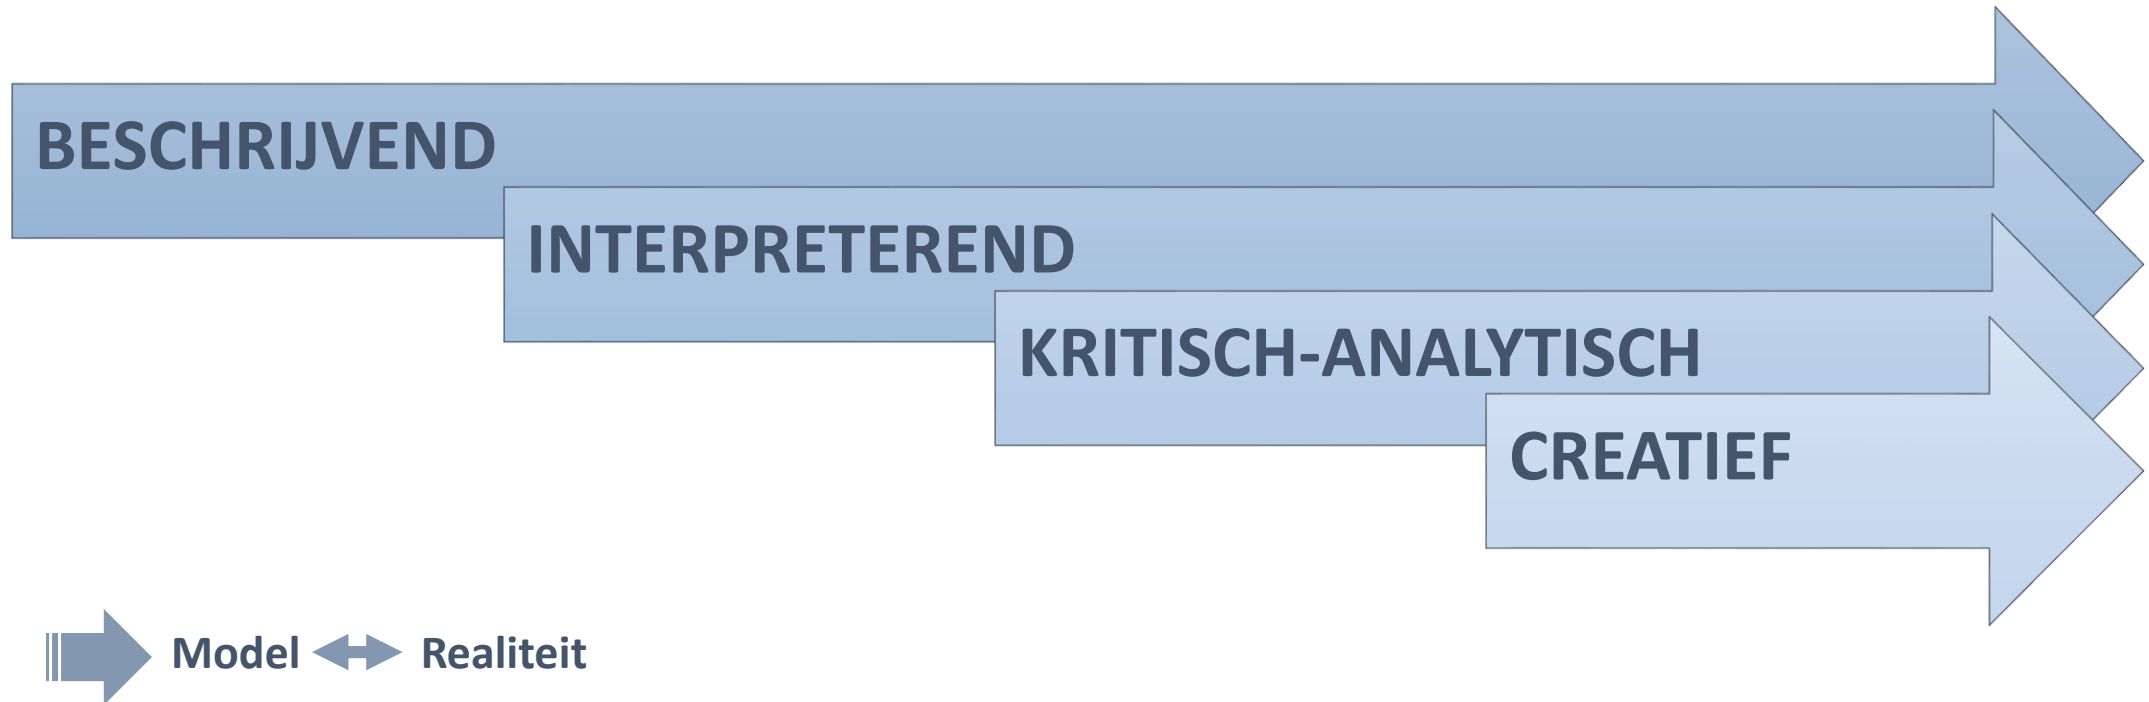 BESCHRIJVEND
INTERPRETEREND
KRITISCH-ANALYTISCH
CREATIEF
Model Realiteit